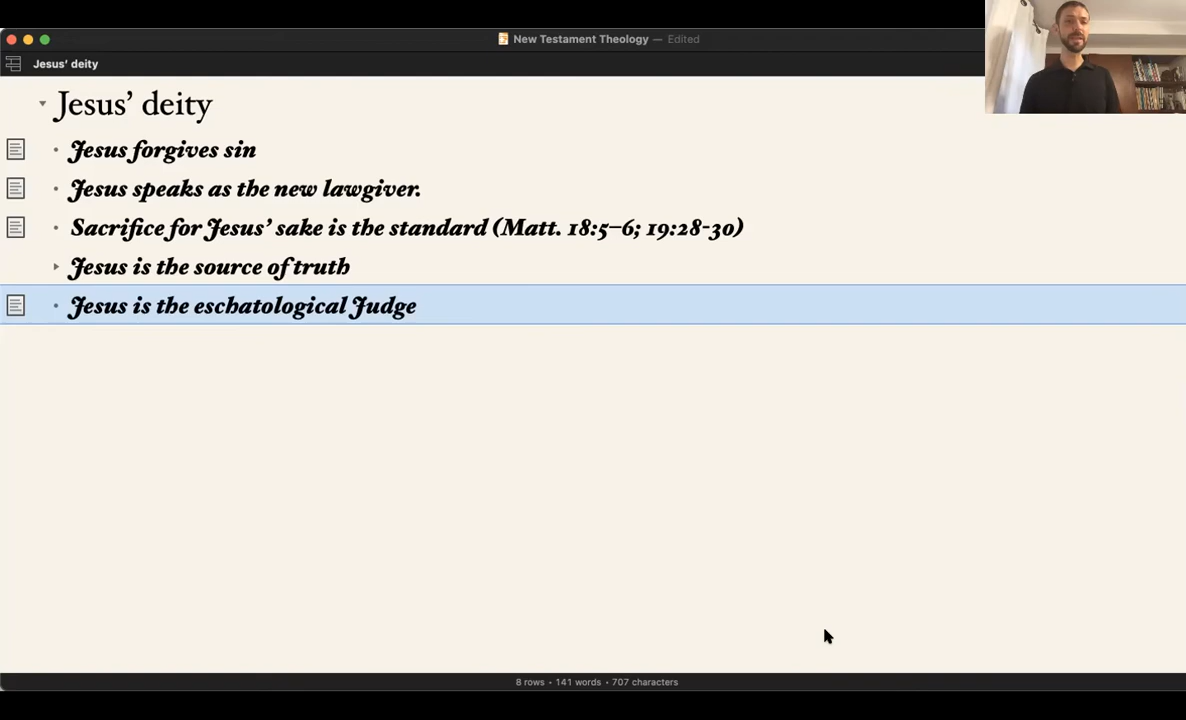 New Testament Theology — Edited
Jesus’ deity
Jesus’ deity
Jesus forgives sin
Jesus speaks as the new lawgiver.
Sacrifice for Jesus’ sake is the standard (Matt. 18:5–6; 19:28-30)
Jesus is the source of truth
Jesus is the eschatological Judge
8 rows • 141 words • 707 characters